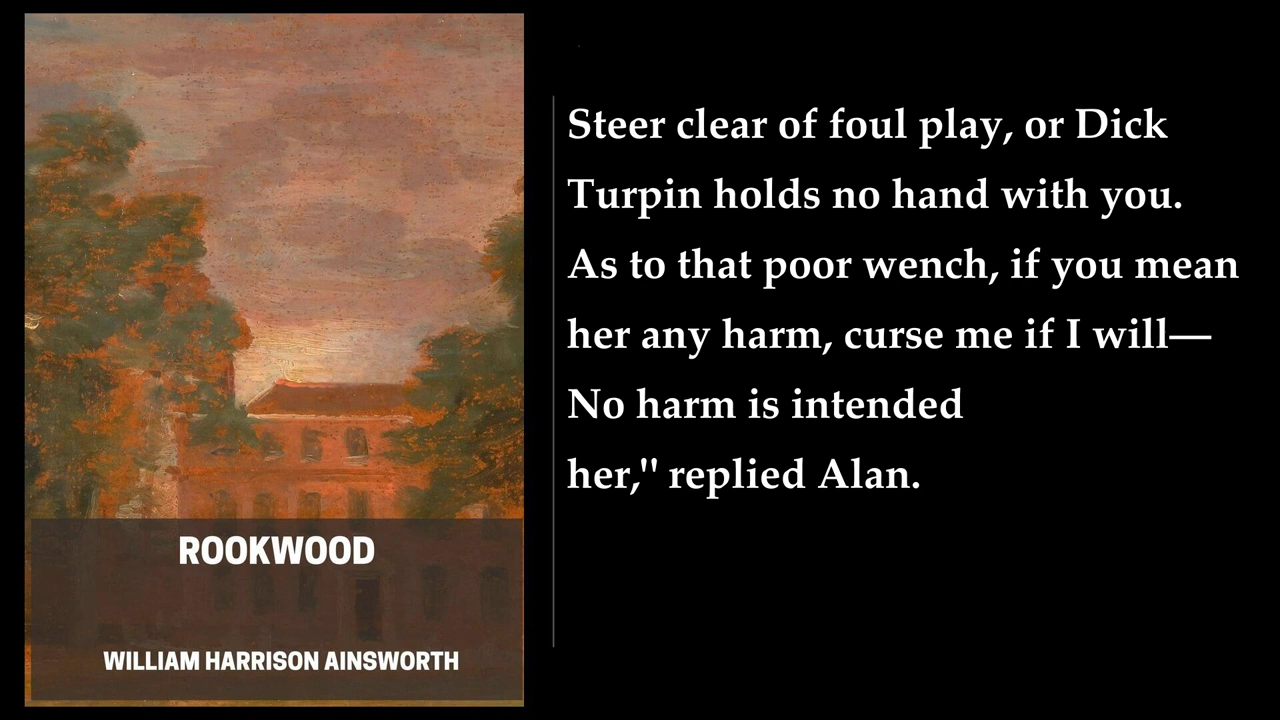 ROOKWOOD
WILLIAM HARRISON AINSWORTH
Steer clear of foul play, or Dick
Turpin holds no hand with you.
As to that poor wench, if you mean
her any harm, curse me if I will—
No harm is intended
her," replied Alan.